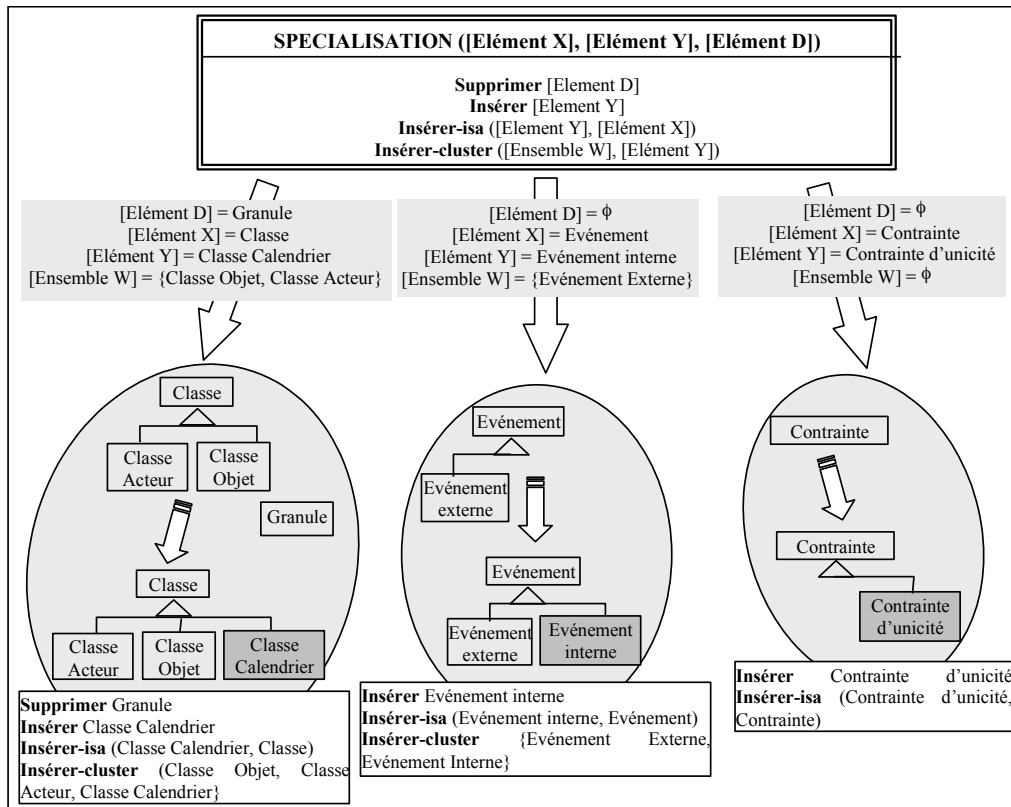 SPECIALISATION ([Elément X], [Elément Y], [Elément D])
Supprimer [Element D]
Insérer [Element Y]
Insérer-isa ([Element Y], [Elément X])
Insérer-cluster ([Ensemble W], [Elément Y])
[Elément D] = Granule
[Elément X] = Classe
[Elément Y] = Classe Calendrier
[Ensemble W] = {Classe Objet, Classe Acteur}
[Elément D] = ϕ
[Elément X] = Evénement
[Elément Y] = Evénement interne
[Ensemble W] = {Evénement Externe}
[Elément D] = ϕ
[Elément X] = Contrainte
[Elément Y] = Contrainte d'unicité
[Ensemble W] = ϕ
Classe
Classe
Acteur
Classe
Objet
Granule
Classe
Classe
Acteur
Classe
Objet
Classe
Calendrier
Supprimer Granule
Insérer Classe Calendrier
Insérer-isa (Classe Calendrier, Classe)
Insérer-cluster (Classe Objet, Classe
Acteur, Classe Calendrier}
Evénement
Evénement
externe
Evénement
Evénement
externe
Evénement
interne
Insérer Evénement interne
Insérer-isa (Evénement interne, Evénement)
Insérer-cluster {Evénement Externe,
Evénement Interne}
Contrainte
Contrainte
Contrainte
d'unicité
Insérer Contrainte d'unicité
Insérer-isa (Contrainte d'unicité,
Contrainte)